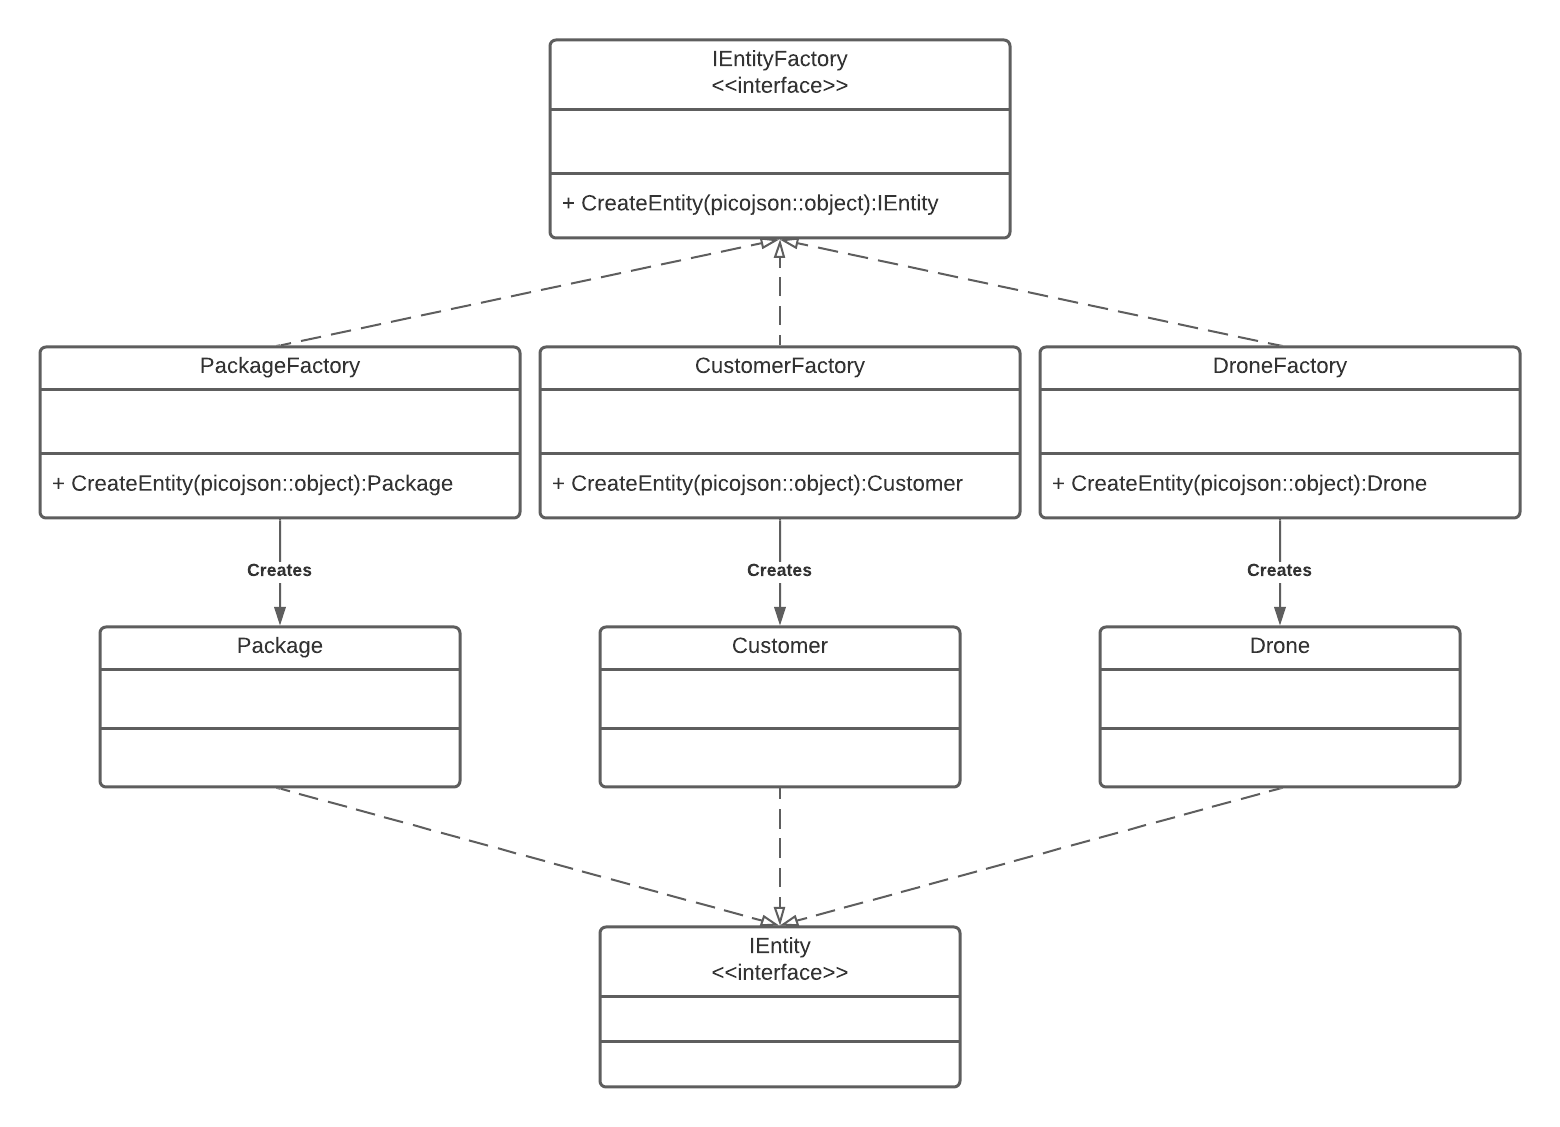 IEntityFactory
<<interface>>
+ CreateEntity(picojson::object):IEntity
PackageFactory
+ CreateEntity(picojson::object):Package
CustomerFactory
+ CreateEntity(picojson::object):Customer
DroneFactory
+ CreateEntity(picojson::object):Drone
Creates
Creates
Creates
Package
Customer
Drone
IEntity
<<interface>>